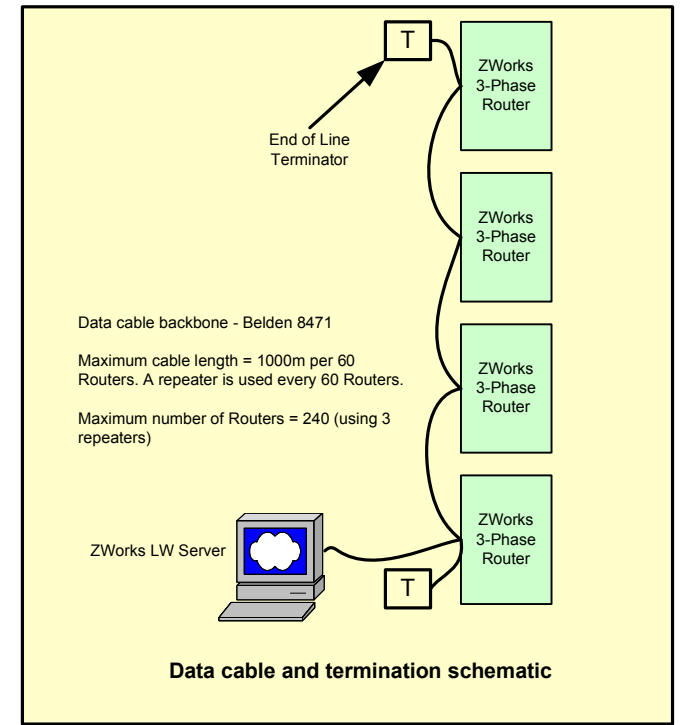 T
ZWorks
3-Phase
Router
End of Line
Terminator
ZWorks
3-Phase
Router
Data cable backbone - Belden 8471
Maximum cable length = 1000m per 60
Routers. A repeater is used every 60 Routers.
Maximum number of Routers = 240 (using 3
repeaters)
ZWorks
3-Phase
Router
ZWorks LW Server
ZWorks
3-Phase
Router
T
Data cable and termination schematic